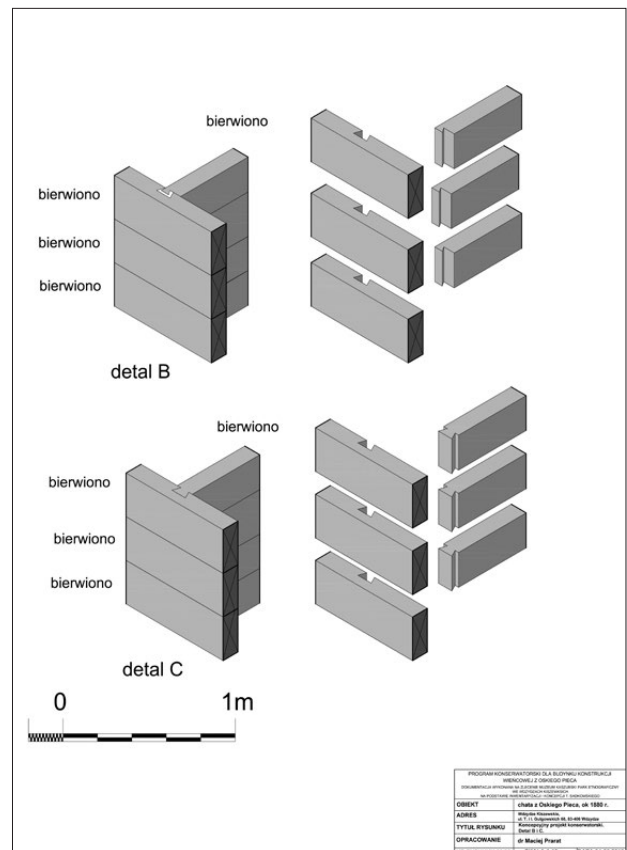 bierwiono
bierwiono
bierwiono
bierwiono
detal B
bierwiono
bierwiono
bierwiono
bierwiono
detal C
0 1m
PROGRAM KONSERWATORSKI DLA BUDYNKU KONSTRUKCJI
WIEŃCOWEJ Z OSKIEGO PIECA
OBIEKT chata z Oskiego Pieca, ok 1880 r.
ADRES Wdzydze Kiszewskie,
TYTUŁ RYSUNKU Koncepcyjny projekt konserwatorski.
Detal B i C.
OPRACOWANIE dr Maciej Prarat